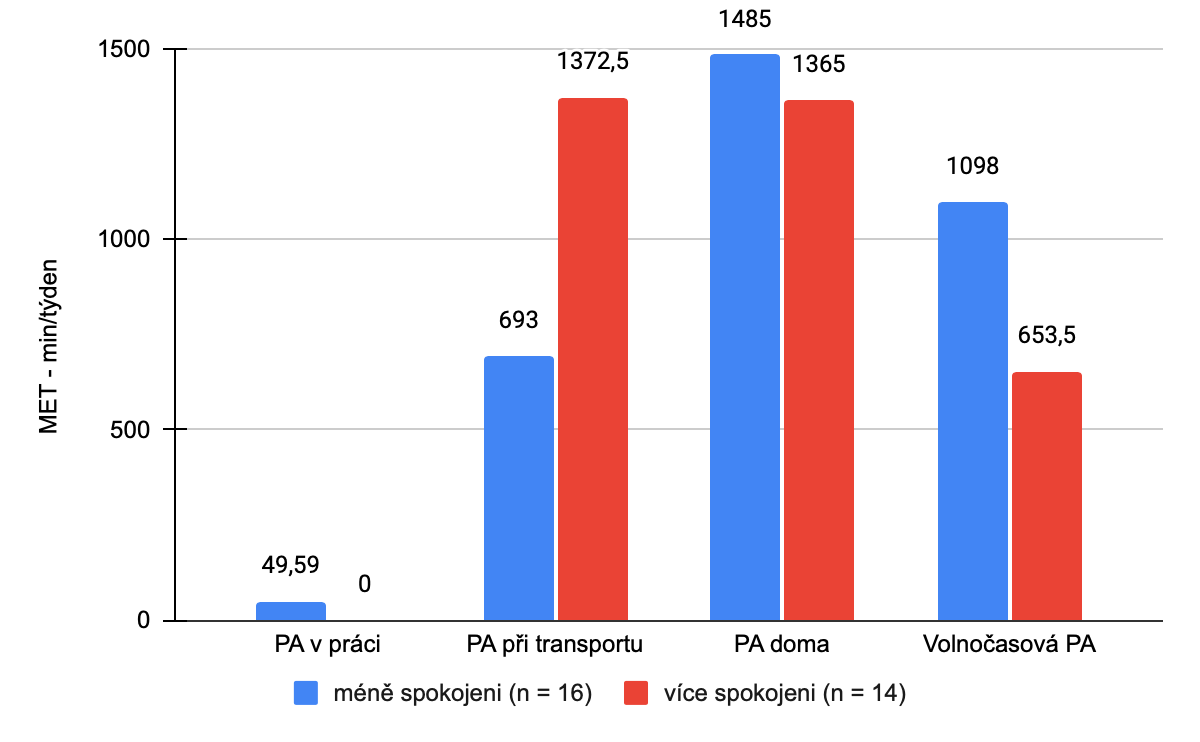 1485
1500
1372,5
1365
1098
1000
693
653,5
MET - min/týden
500
49,59
0
0
PA v práci
PA při transportu
PA doma
Volnočasová PA
méně spokojeni (n = 16)
více spokojeni (n = 14)